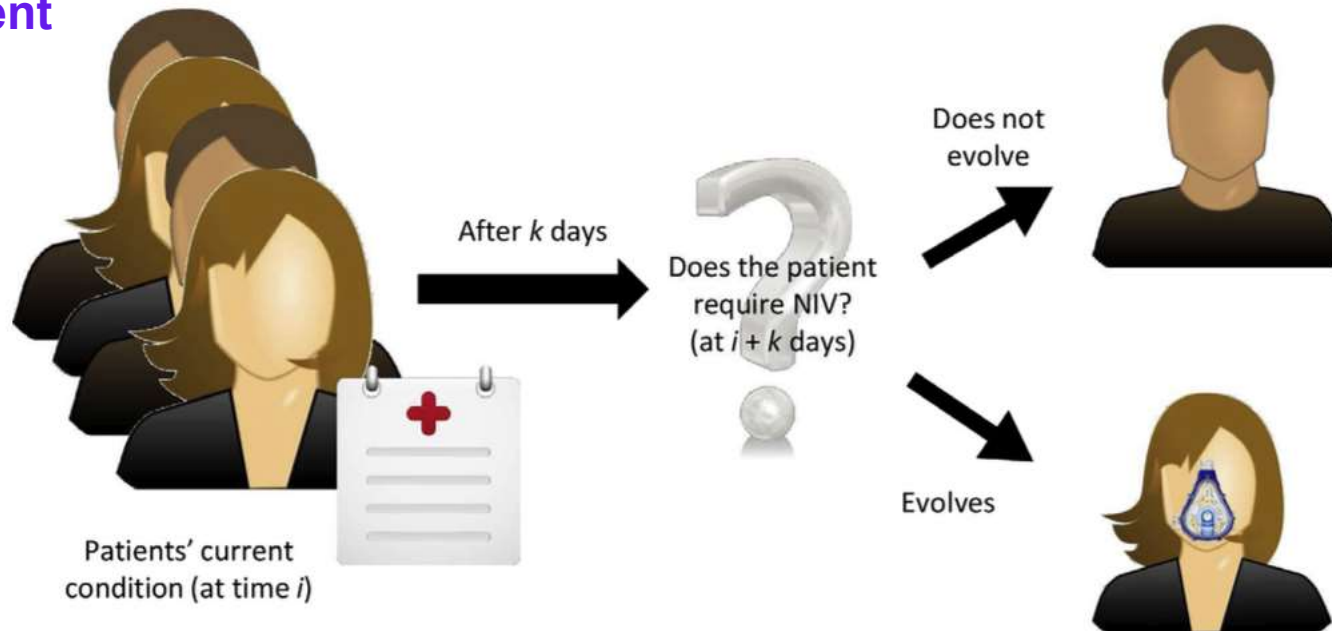 ent
Does not
evolve
After k days
Does the patient
require NIV?
(at i + k days)
Evolves
Patients' current
condition (at time i)